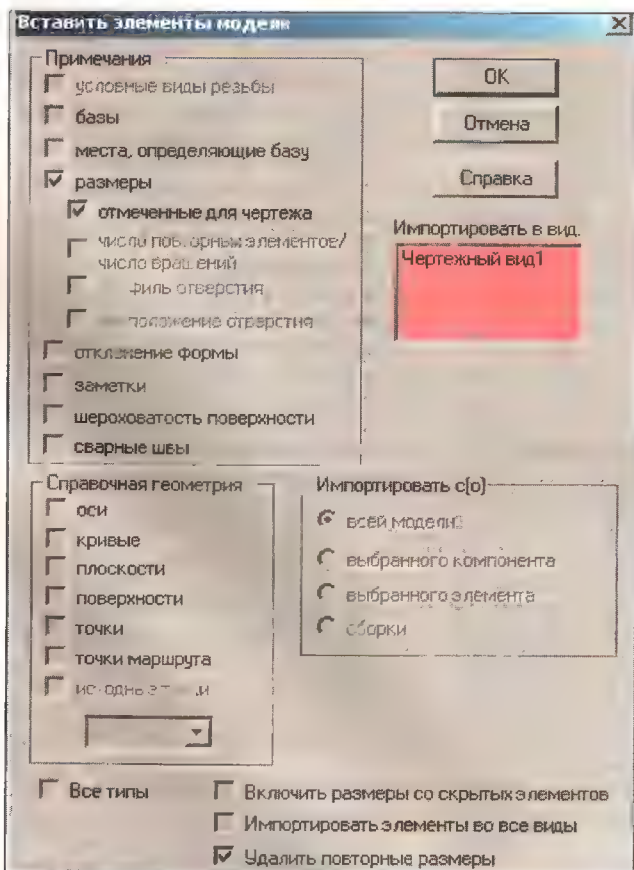 Вставить элементы модели
Примечания
условные виды резьбы
базы
места, определяющие базу
размеры
отмеченные для чертежа
число
элементов/
число вращений
отверстия
отверстия
отклонение формы
заметки
шероховатость поверхности
сварные швы
OK
Отмена
Справка
Импортировать в вид.
Чертежный вид1
Справочная геометрия
оси
кривые
плоскости
поверхности
точки
точки маршрута
Импортировать с[о]
всей модели
выбранного компонента
выбранного элемента
сборки
Все типы
Включить размеры со скрытых элементов
Импортировать элементы во все виды
Удалить повторные размеры